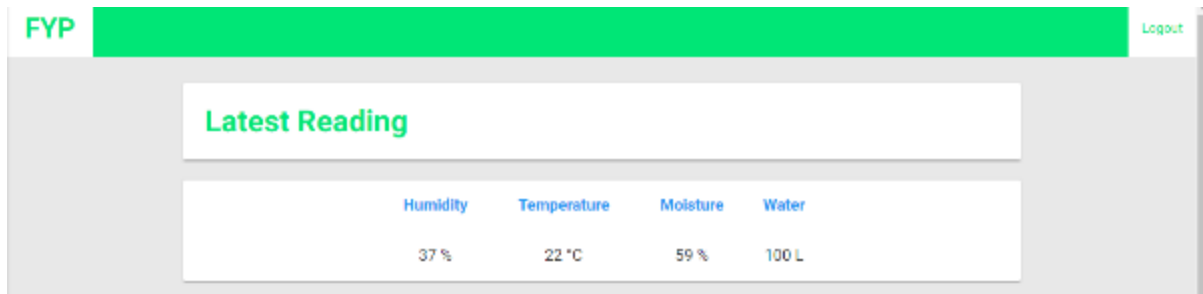 FYP
Logout
Latest Reading
Humidity Temperature Moisture Water
37 % 22 °C 59 % 100 L